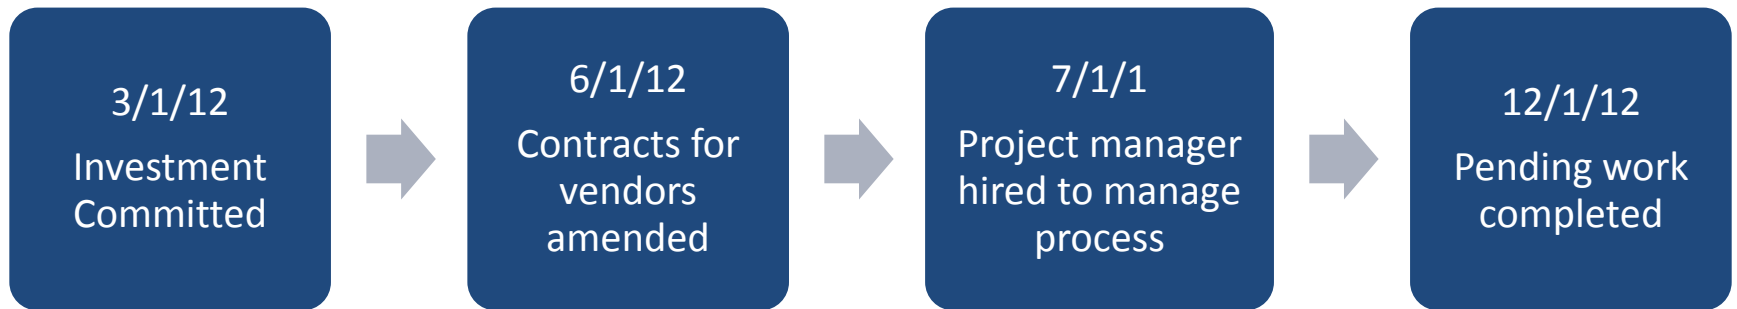 3/1/12
Investment
Committed
6/1/12
Contracts for
vendors
amended
7/1/1
Project manager
hired to manage
process
12/1/12
Pending work
completed